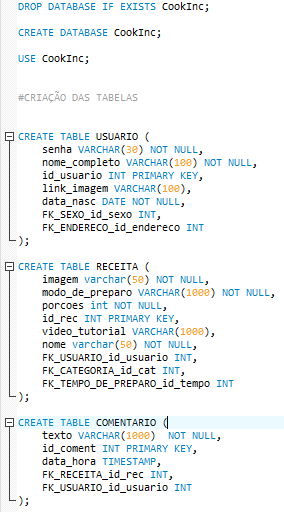 DROP DATABASE IF EXISTS CookInc;
CREATE DATABASE CookInc;
USE CookInc;
#CRIAÇÃO DAS TABELAS
CREATE TABLE USUARIO (
senha VARCHAR(30) NOT NULL,
nome_completo VARCHAR(100) NOT NULL,
id_usuario INT PRIMARY KEY,
link_imagem VARCHAR(100),
data_nasc DATE NOT NULL,
FK_SEXO_id_sexo INT,
FK_ENDERECO_id_endereco INT
);
CREATE TABLE RECEITA (
imagem varchar(50) NOT NULL,
modo_de_preparo VARCHAR(1000) NOT NULL,
porcoes int NOT NULL,
id_rec INT PRIMARY KEY,
video_tutorial VARCHAR(1000),
nome varchar(50) NOT NULL,
FK_USUARIO_id_usuario INT,
FK_CATEGORIA_id_cat INT,
FK_TEMPO_DE_PREPARO_id_tempo INT
);
CREATE TABLE COMENTARIO (
texto VARCHAR(1000)  NOT NULL,
id_coment INT PRIMARY KEY,
data_hora TIMESTAMP,
FK_RECEITA_id_rec INT,
FK_USUARIO_id_usuario INT
);